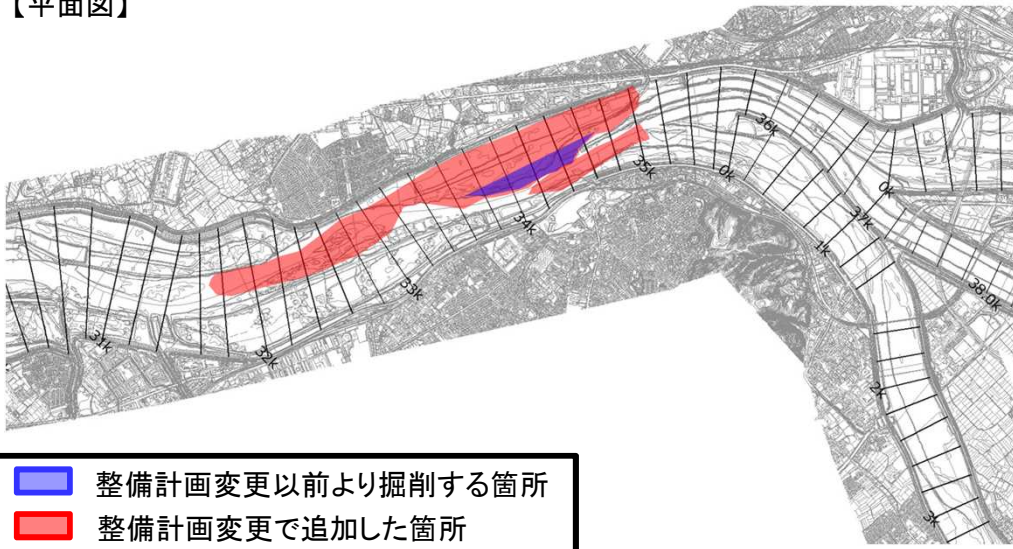 【平面図】
36k
35k
0k
0k
34k
37k
1k
33k
38.0k
31k
32k
2k
3k
整備計画変更以前より掘削する箇所
整備計画変更で追加した箇所